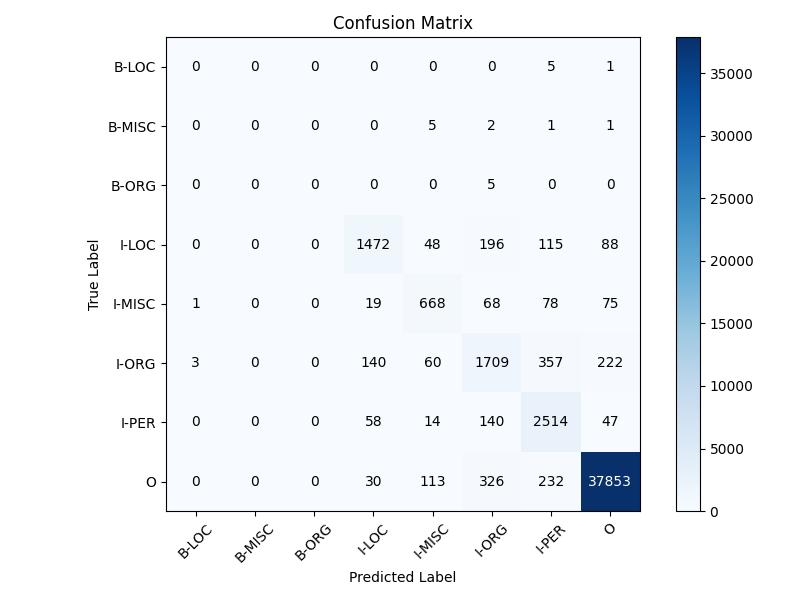 Confusion Matrix
B-LOC 0 0 0 0 0 0 5 1
B-MISC 0 0 0 0 5 2 1 1
B-ORG 0 0 0 0 0 5 0 0
I-LOC 0 0 0 1472 48 196 115 88
I-MISC 1 0 0 19 668 68 78 75
I-ORG 3 0 0 140 60 1709 357 222
I-PER 0 0 0 58 14 140 2514 47
O 0 0 0 30 113 326 232 37853
B-LOC B-MISC B-ORG I-LOC I-MISC I-ORG I-PER O
Predicted Label
True Label
35000
30000
25000
20000
15000
10000
5000
0